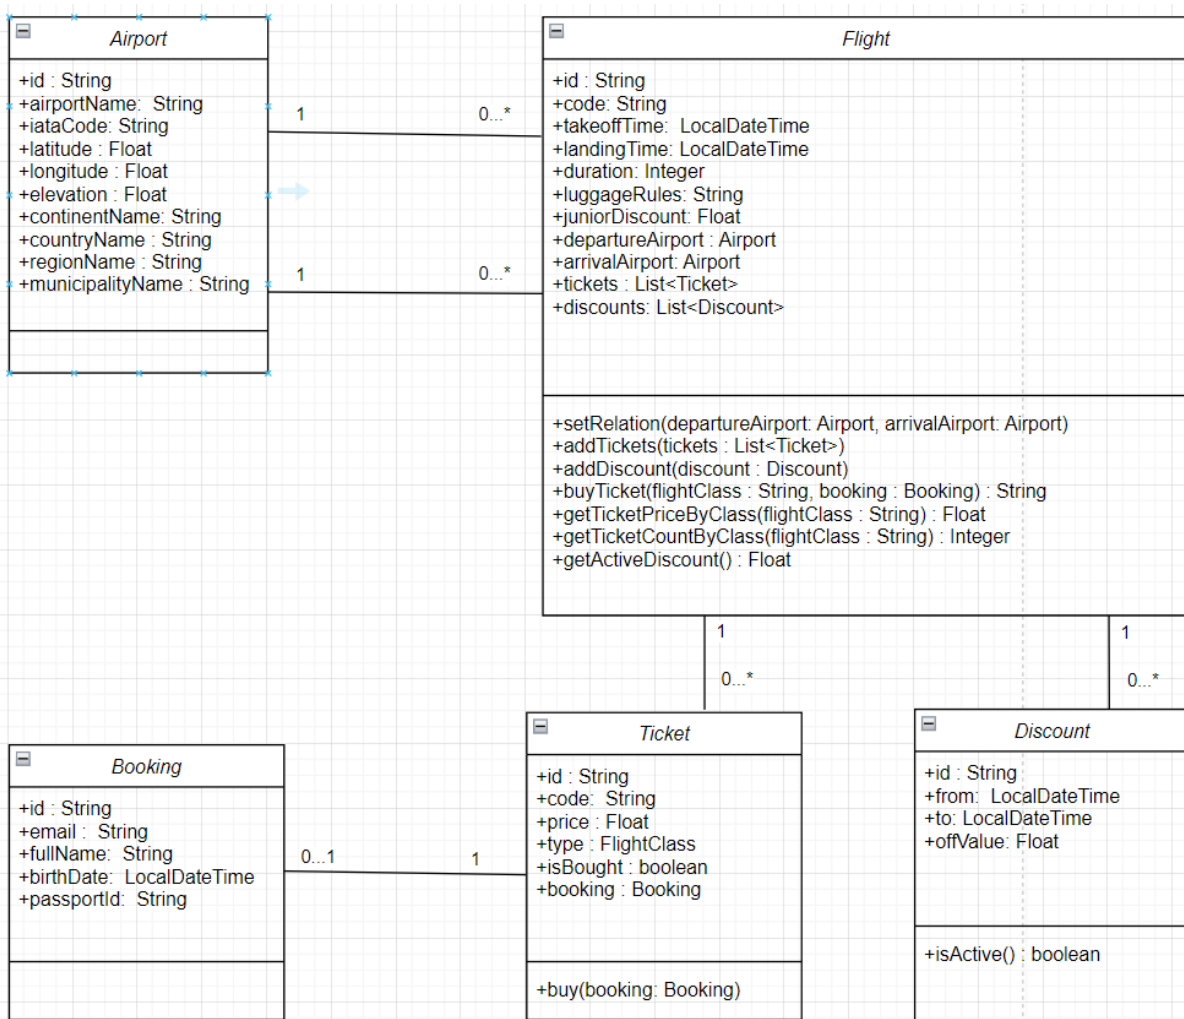 Airport
+id : String
+airportName:  String
+iataCode: String
+latitude : Float
+longitude : Float
+elevation : Float
+continentName: String
+countryName : String
+regionName : String
+municipalityName : String
1
0...*
1
0...*
Flight
+id : String
+code: String
+takeoffTime:  LocalDateTime
+landingTime: LocalDateTime
+duration: Integer
+luggageRules: String
+juniorDiscount: Float
+departureAirport : Airport
+arrivalAirport: Airport
+tickets : List<Ticket>
+discounts: List<Discount>
+setRelation(departureAirport: Airport, arrivalAirport: Airport)
+addTickets(tickets : List<Ticket>)
+addDiscount(discount : Discount)
+buyTicket(flightClass : String, booking : Booking) : String
+getTicketPriceByClass(flightClass : String) : Float
+getTicketCountByClass(flightClass : String) : Integer
+getActiveDiscount() : Float
1
0...*
1
0...*
Booking
+id : String
+email :  String
+fullName:  String
+birthDate:  LocalDateTime
+passportId:  String
0...1
1
Ticket
+id : String
+code:  String
+price : Float
+type : FlightClass
+isBought : boolean
+booking : Booking
+buy(booking: Booking)
Discount
+id : String
+from:  LocalDateTime
+to: LocalDateTime
+offValue: Float
+isActive() : boolean